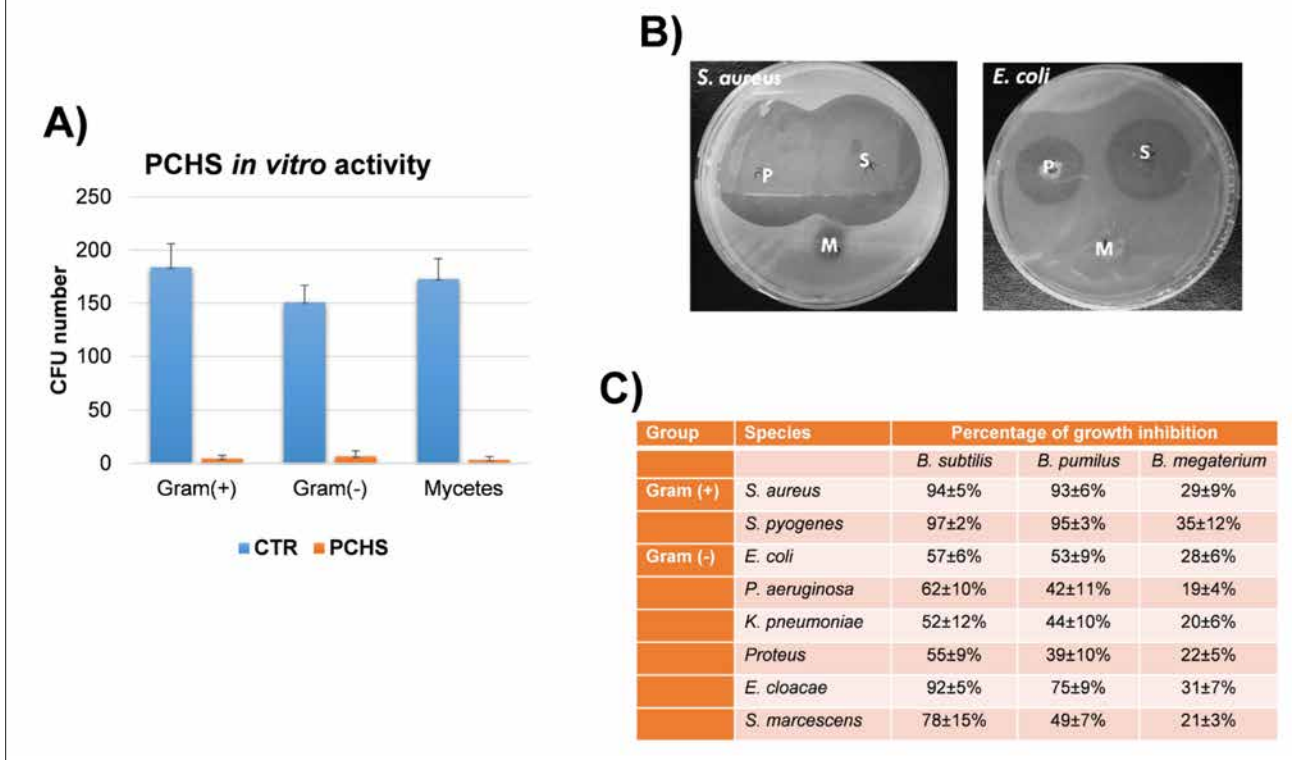 A)
PCHS in vitro activity
250
200
150
100
50
0
CFU number
Gram(+) Gram(-) Mycetes
CTR PCHS
B)
S. aureus
P S
M
E. coli
P S
M
C)
Group Species Percentage of growth inhibition
B. subtilis B. pumilus B. megaterium
Gram (+) S. aureus 94±5% 93±6% 29±9%
S. pyogenes 97±2% 95±3% 35±12%
Gram (-) E. coli 57±6% 53±9% 28±6%
P. aeruginosa 62±10% 42±11% 19±4%
K. pneumoniae 52±12% 44±10% 20±6%
Proteus 55±9% 39±10% 22±5%
E. cloacae 92±5% 75±9% 31±7%
S. marcescens 78±15% 49±7% 21±3%